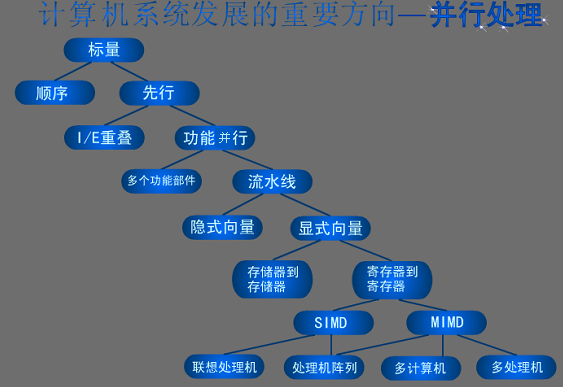 计算机系统发展的重要方向—并行处理
标量
顺序
先行
I/E重叠
功能并行
多个功能部件
流水线
隐式向量
显式向量
存储器到
存储器
寄存器到
寄存器
SIMD
MIMD
联想处理机
处理机阵列
多计算机
多处理机